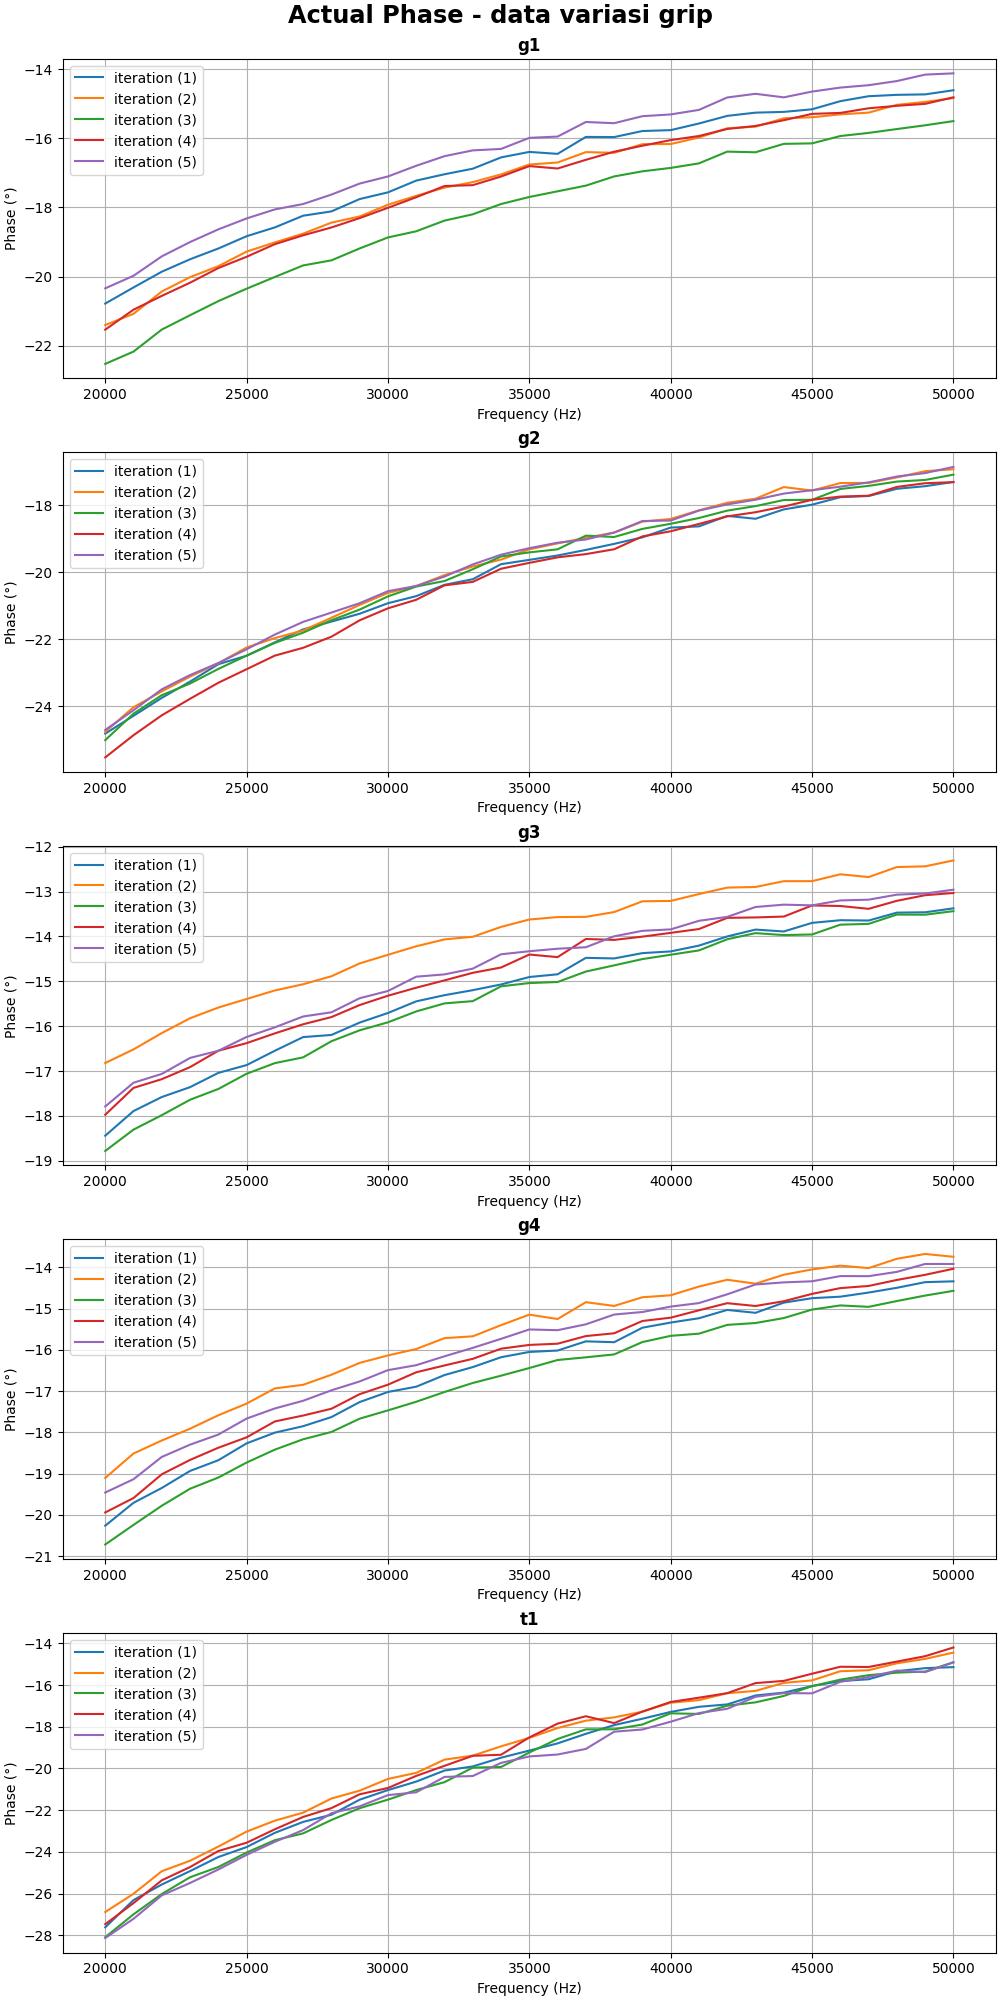 Actual Phase - data variasi grip
g1
−14
−16
−18
−20
−22
Phase (°)
iteration (1)
iteration (2)
iteration (3)
iteration (4)
iteration (5)
20000 25000 30000 35000 40000 45000 50000
Frequency (Hz)
g2
−18
−20
−22
−24
Phase (°)
iteration (1)
iteration (2)
iteration (3)
iteration (4)
iteration (5)
20000 25000 30000 35000 40000 45000 50000
Frequency (Hz)
g3
−12
−13
−14
−15
−16
−17
−18
−19
Phase (°)
iteration (1)
iteration (2)
iteration (3)
iteration (4)
iteration (5)
20000 25000 30000 35000 40000 45000 50000
Frequency (Hz)
g4
−14
−15
−16
−17
−18
−19
−20
−21
Phase (°)
iteration (1)
iteration (2)
iteration (3)
iteration (4)
iteration (5)
20000 25000 30000 35000 40000 45000 50000
Frequency (Hz)
t1
−14
−16
−18
−20
−22
−24
−26
−28
Phase (°)
iteration (1)
iteration (2)
iteration (3)
iteration (4)
iteration (5)
20000 25000 30000 35000 40000 45000 50000
Frequency (Hz)